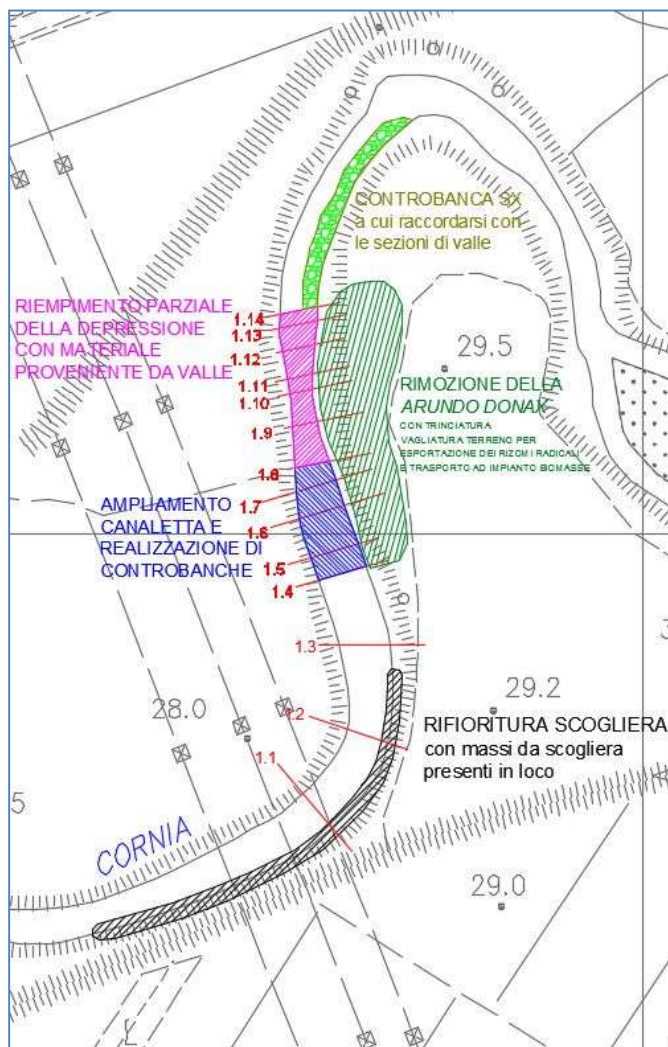 CONTROBANCA SX
a cui raccordarsi con
le sezioni di valle
RIEMPIMENTO PARZIALE
DELLA DEPRESSIONE
CON MATERIALE
PROVENIENTE DA VALLE
1.14
1.13
1.12
1.11
1.10
1.9
1.8
1.7
1.6
1.5
1.4
1.3
1.2
1.1
29.5
RIMOZIONE DELLA
ARUNDO DONAX
CON TRINCIATURA
VAGLIATURA TERRENO PER
ESPORTAZIONE DEI RIZOMI RADICALI
E TRASPORTO AD IMPIANTO BIOMASSE
AMPLIAMENTO
CANALETTA E
REALIZZAZIONE DI
CONTROBANCHE
3
29.2
28.0
RIFIORITURA SCOGLIERA
con massi da scogliera
presenti in loco
5
CORNIA
29.0